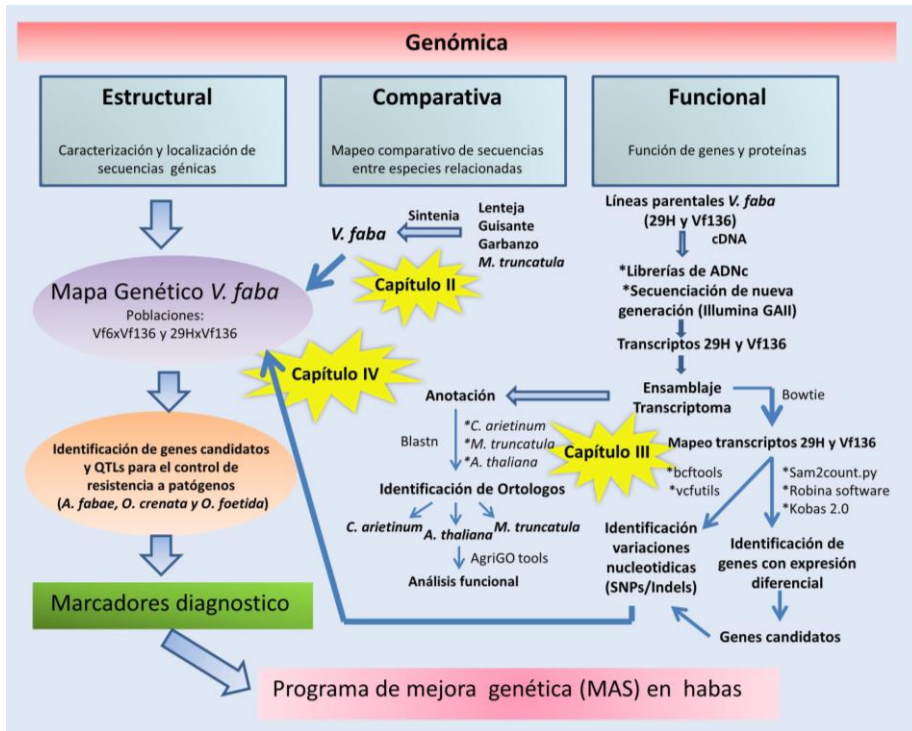 Genómica
Estructural
Caracterización y localización de
secuencias génicas
Comparativa
Mapeo comparativo de secuencias
entre especies relacionadas
Funcional
Función de genes y proteínas
Mapa Genético V. faba
Poblaciones:
Vf6xVf136 y 29HxVf136
Identificación de genes candidatos
y QTLs para el control de
resistencia a patógenos
(A. fabae, O. crenata y O. foetida)
Marcadores diagnostico
Programa de mejora genética (MAS) en habas
V. faba
Sintenia
Lenteja
Guisante
Garbanzo
M. truncatula
Capítulo II
Capítulo IV
Anotación
Blastn
*C. arietinum
*M. truncatula
*A. thaliana
Identificación de Ortologos
C. arietinum
A. thaliana
M. truncatula
AgriGO tools
Análisis funcional
Capítulo III
Líneas parentales V. faba
(29H y Vf136)
cDNA
*Librerías de ADNc
*Secuenciación de nueva
generación (Illumina GAII)
Transcriptos 29H y Vf136
Ensamblaje
Transcriptoma
Bowtie
Mapeo transcriptos 29H y Vf136
*bcftools
*vcfutils
*Sam2count.py
*Robina software
*Kobas 2.0
Identificación
variaciones
nucleotidicas
(SNPs/Indels)
Identificación de
genes con expresión
diferencial
Genes candidatos